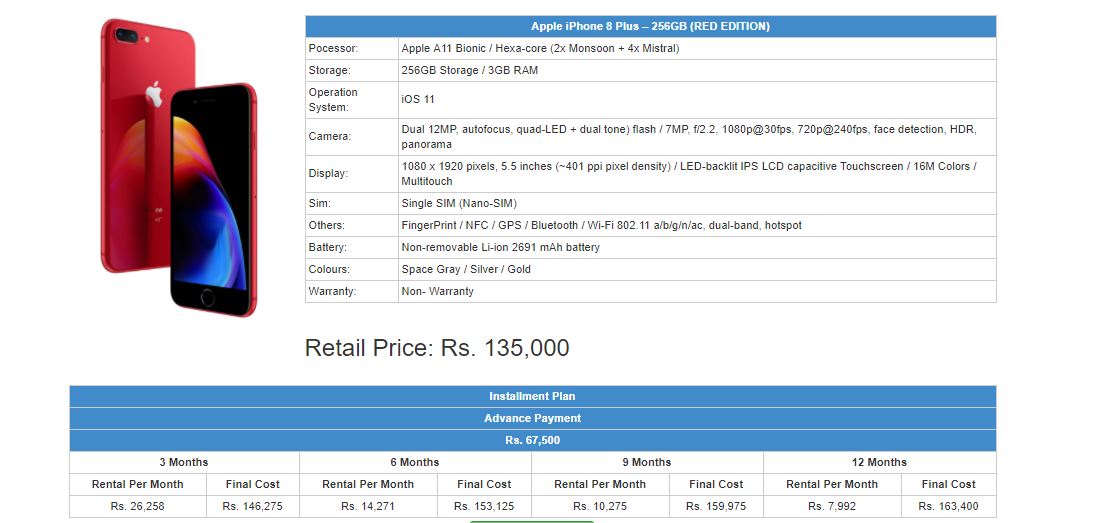 Apple iPhone 8 Plus – 256GB (RED EDITION)
Pocessor: Apple A11 Bionic / Hexa-core (2x Monsoon + 4x Mistral)
Storage: 256GB Storage / 3GB RAM
Operation
System:
iOS 11
Camera:
Dual 12MP, autofocus, quad-LED + dual tone) flash / 7MP, f/2.2, 1080p@30fps, 720p@240fps, face detection, HDR,
panorama
Display:
1080 x 1920 pixels, 5.5 inches (~401 ppi pixel density) / LED-backlit IPS LCD capacitive Touchscreen / 16M Colors /
Multitouch
Sim: Single SIM (Nano-SIM)
Others: FingerPrint / NFC / GPS / Bluetooth / Wi-Fi 802.11 a/b/g/n/ac, dual-band, hotspot
Battery: Non-removable Li-ion 2691 mAh battery
Colours: Space Gray / Silver / Gold
Warranty: Non- Warranty
Retail Price: Rs. 135,000
Installment Plan
Advance Payment
Rs. 67,500
3 Months 6 Months 9 Months 12 Months
Rental Per Month Final Cost Rental Per Month Final Cost Rental Per Month Final Cost Rental Per Month Final Cost
Rs. 26,258 Rs. 146,275 Rs. 14,271 Rs. 153,125 Rs. 10,275 Rs. 159,975 Rs. 7,992 Rs. 163,400